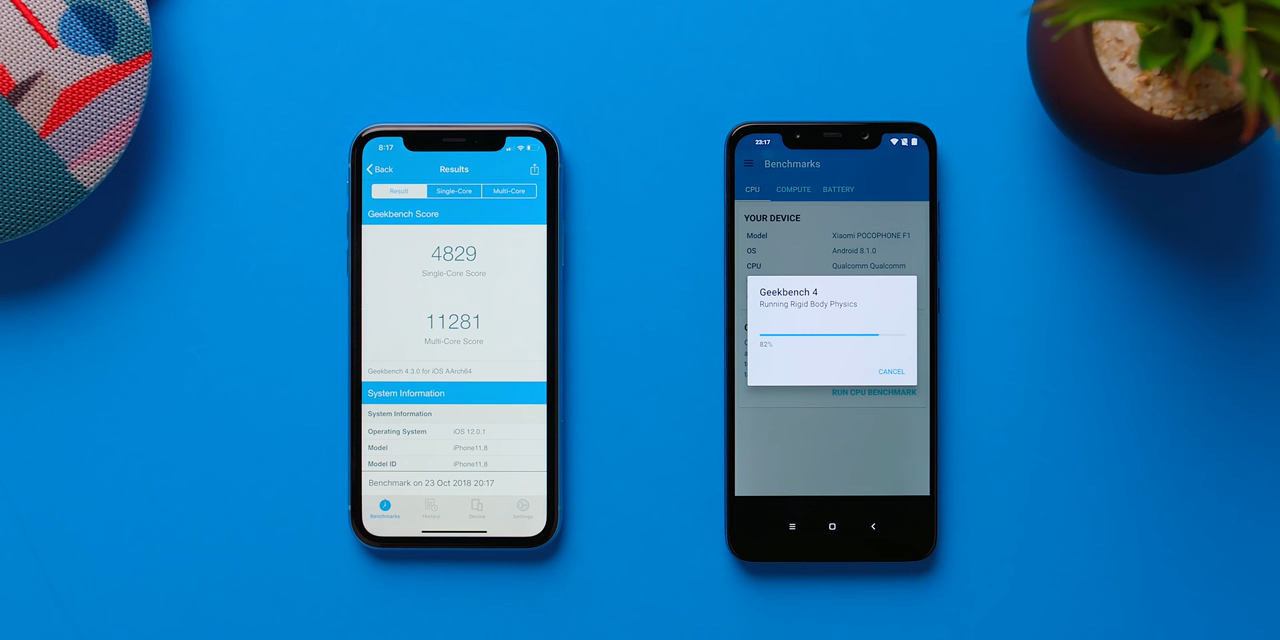 8:17
Back
Results
Result
Single-Core
Multi-Core
Geekbench Score
4829
Single-Core Score
11281
Multi-Core Score
Geekbench 4.3.0 for iOS AArch64
System Information
System Information
Operating System iOS 12.0.1
Model iPhone11,8
Model ID iPhone11,8
Benchmark on 23 Oct 2018 20:17
Benchmarks
History
Device
Settings
23:17
Benchmarks
CPU
COMPUTE
BATTERY
YOUR DEVICE
Model Xiaomi POCOPHONE F1
OS Android 8.1.0
CPU Qualcomm Qualcomm
Geekbench 4
Running Rigid Body Physics
82%
CANCEL
RUN CPU BENCHMARK